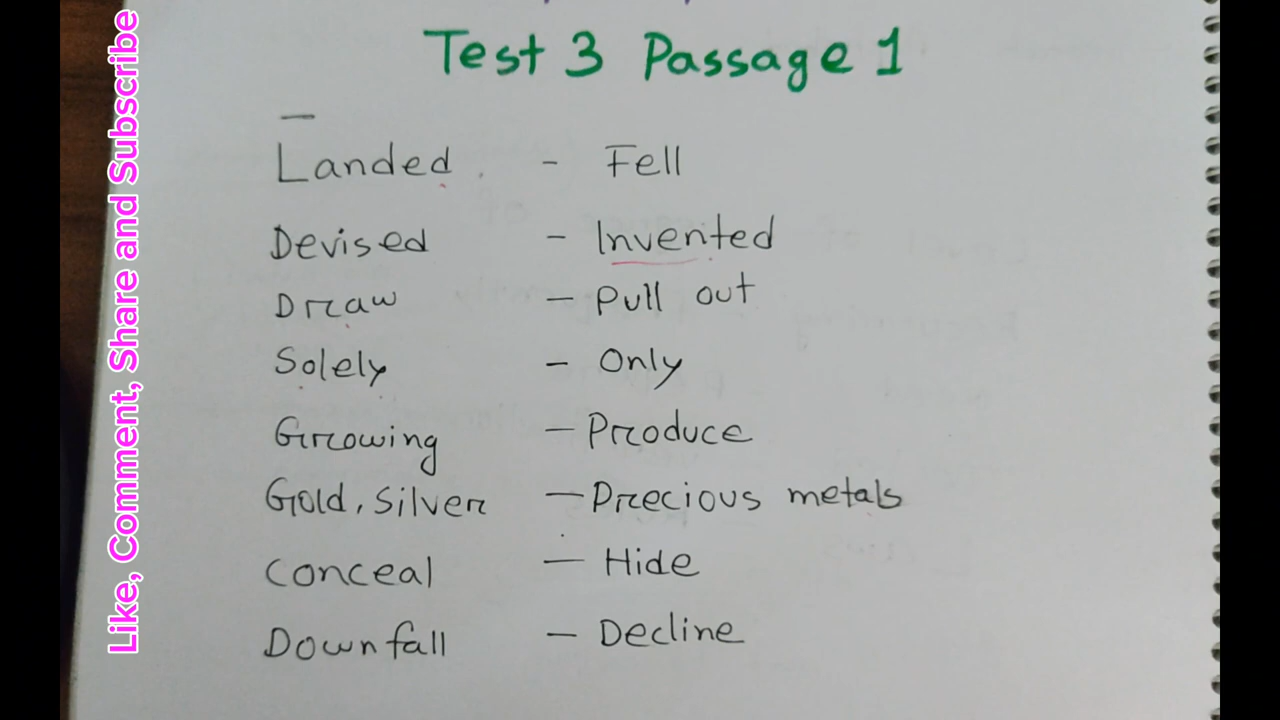 Test 3 Passage 1
Landed - Fell
Devised - Invented
Draw - Pull out
Solely - Only
Growing - Produce
Gold, Silver - Precious metals
Conceal - Hide
Downfall - Decline
Like, Comment, Share and Subscribe